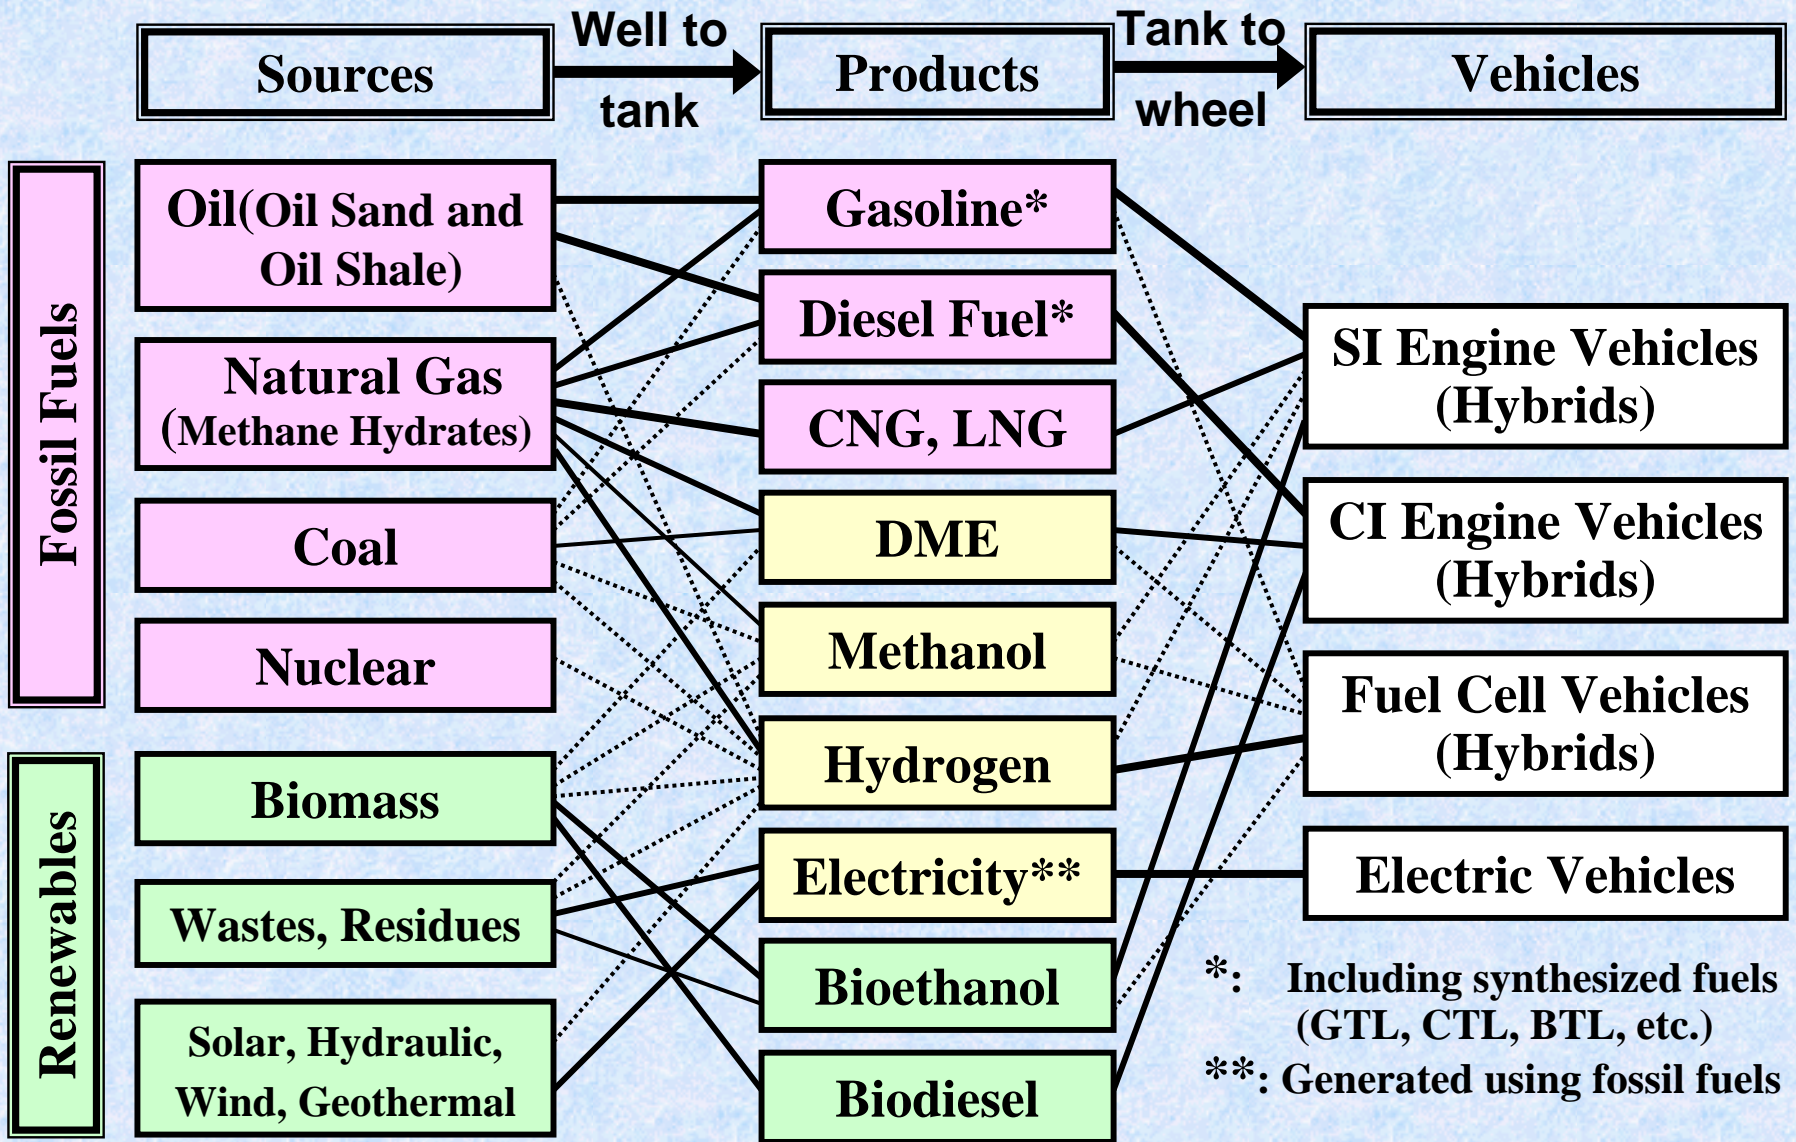 Sources
Well to
tank
Products
Tank to
wheel
Vehicles
Fossil Fuels
Oil(Oil Sand and
Oil Shale)
Natural Gas
(Methane Hydrates)
Coal
Nuclear
Renewables
Biomass
Wastes, Residues
Solar, Hydraulic,
Wind, Geothermal
Gasoline*
Diesel Fuel*
CNG, LNG
DME
Methanol
Hydrogen
Electricity**
Bioethanol
Biodiesel
SI Engine Vehicles
(Hybrids)
CI Engine Vehicles
(Hybrids)
Fuel Cell Vehicles
(Hybrids)
Electric Vehicles
*: Including synthesized fuels
(GTL, CTL, BTL, etc.)
**: Generated using fossil fuels